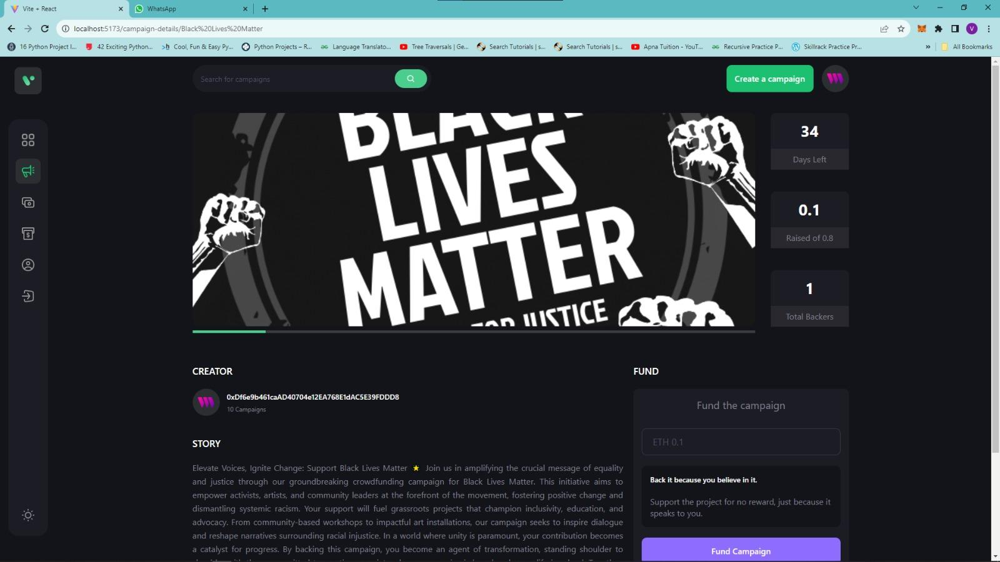 Vite + React
WhatsApp
localhost:5173/campaign-details/Black%20Lives%20Matter
V
16 Python Project I...
42 Exciting Python...
Cool, Fun & Easy Py...
Python Projects – R...
Language Translato...
Tree Traversals | Ge...
Search Tutorials | s...
Search Tutorials | s...
Apna Tuition - YouT...
Recursive Practice P...
Skillrack Practice Pr...
All Bookmarks
Search for campaigns
Create a campaign
BLACK
LIVES
MATTER
FOR JUSTICE
34
Days Left
0.1
Raised of 0.8
1
Total Backers
CREATOR
0xDf6e9b461caAD40704e12EA768E1dAC5E39FDDD8
10 Campaigns
STORY
Elevate Voices, Ignite Change: Support Black Lives Matter ⭐ Join us in amplifying the crucial message of equality
and justice through our groundbreaking crowdfunding campaign for Black Lives Matter. This initiative aims to
empower activists, artists, and community leaders at the forefront of the movement, fostering positive change and
dismantling systemic racism. Your support will fuel grassroots projects that champion inclusivity, education, and
advocacy. From community-based workshops to impactful art installations, our campaign seeks to inspire dialogue
and reshape narratives surrounding racial injustice. In a world where unity is paramount, your contribution becomes
a catalyst for progress. By backing this campaign, you become an agent of transformation, standing shoulder to
FUND
Fund the campaign
ETH 0.1
Back it because you believe in it.
Support the project for no reward, just because it
speaks to you.
Fund Campaign